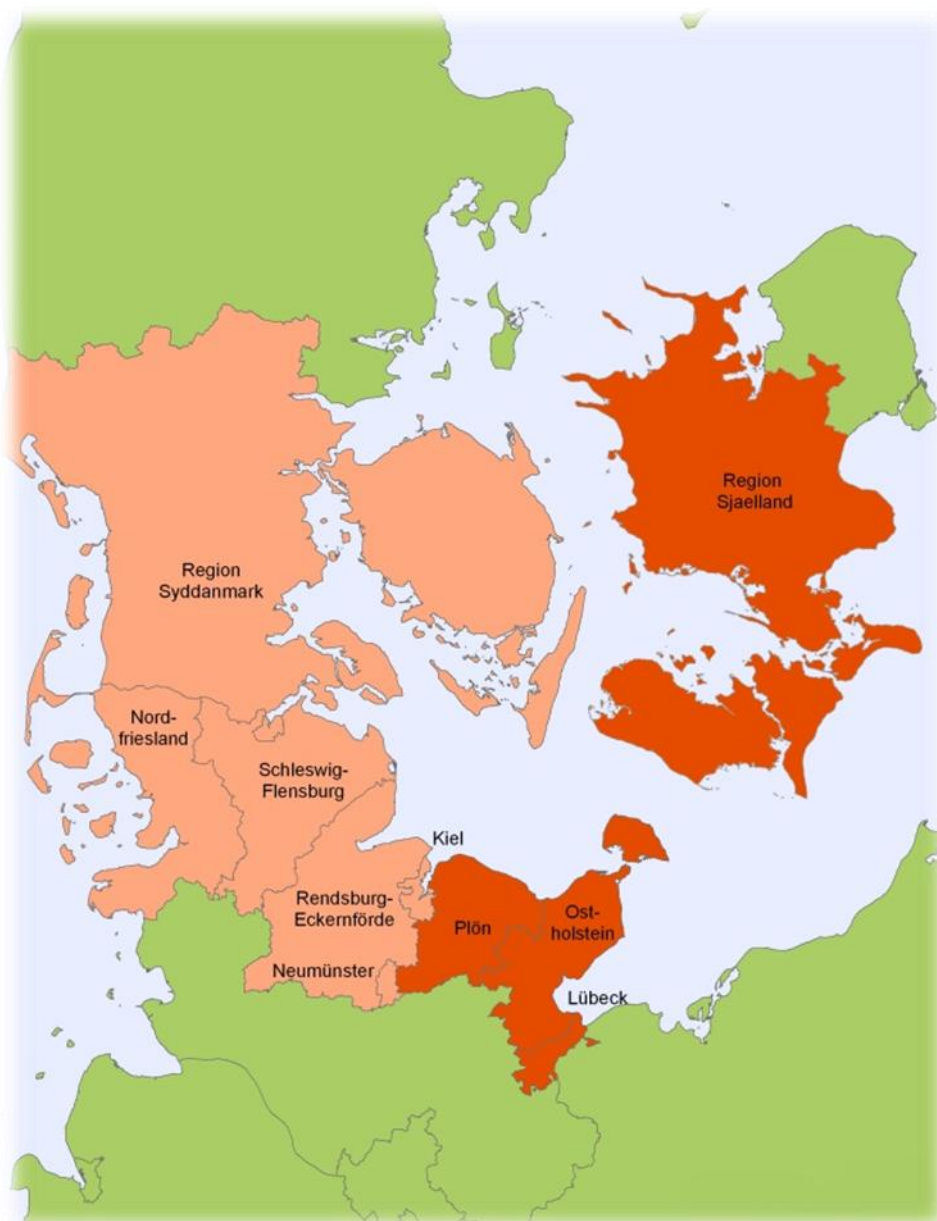 Region
Sjaelland
Region
Syddanmark
Nord-
friesland
Schleswig-
Flensburg
Kiel
Rendsburg-
Eckernförde
Plön
Ost-
holstein
Neumünster
Lübeck